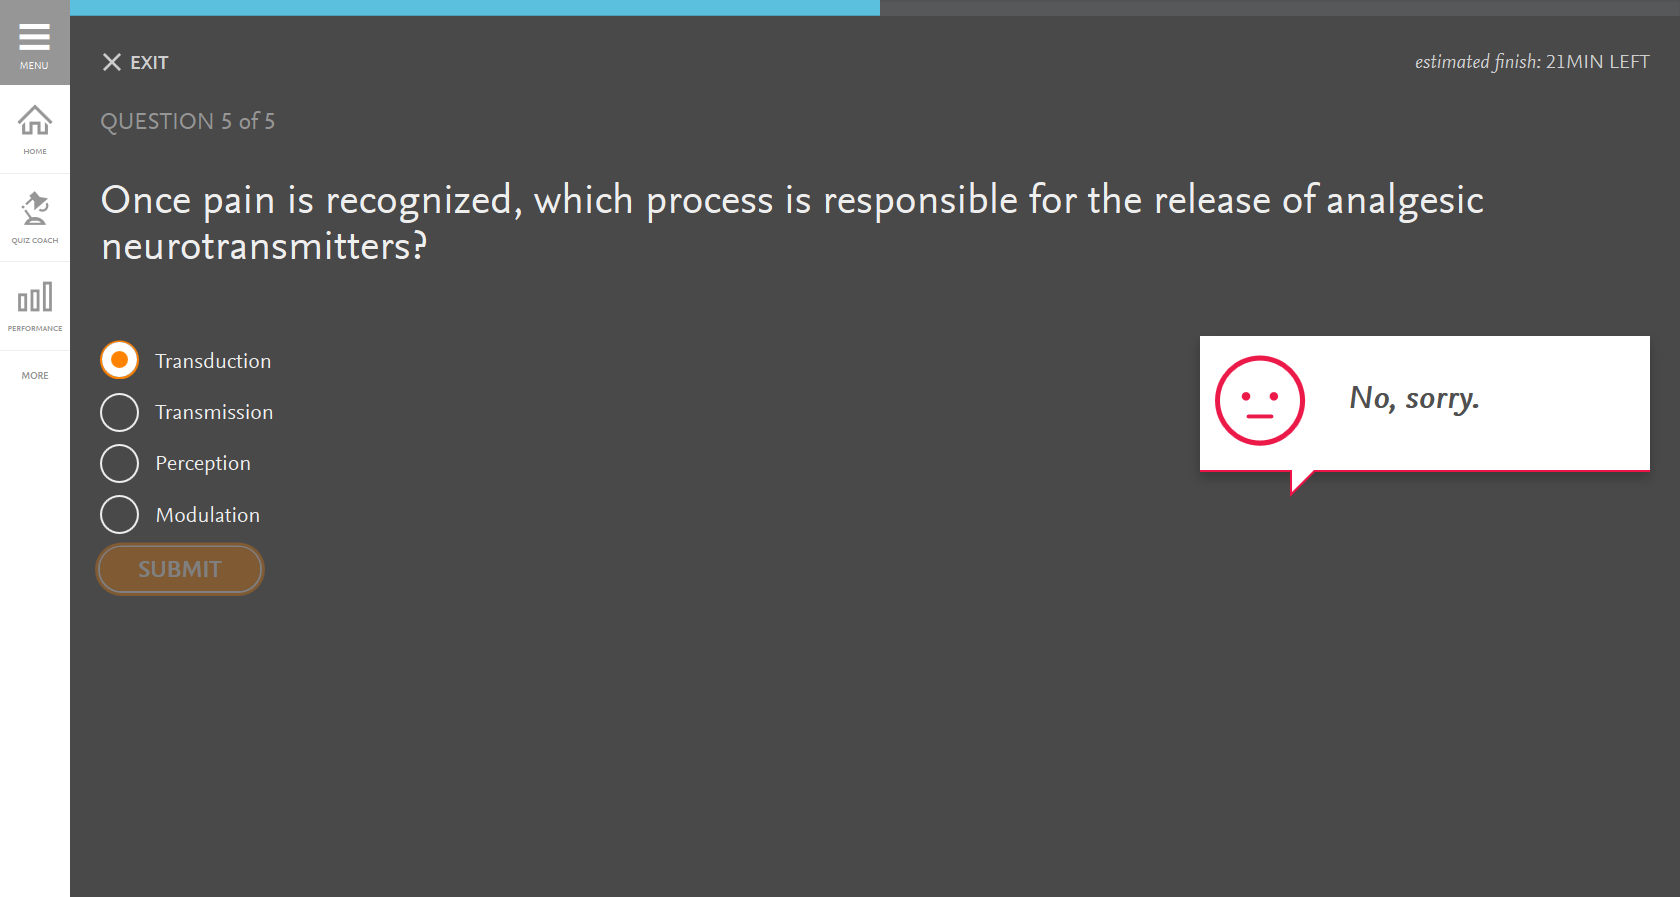 MENU
HOME
QUIZ COACH
PERFORMANCE
MORE
EXIT
estimated finish: 21MIN LEFT
QUESTION 5 of 5
Once pain is recognized, which process is responsible for the release of analgesic
neurotransmitters?
Transduction
Transmission
Perception
Modulation
SUBMIT
No, sorry.